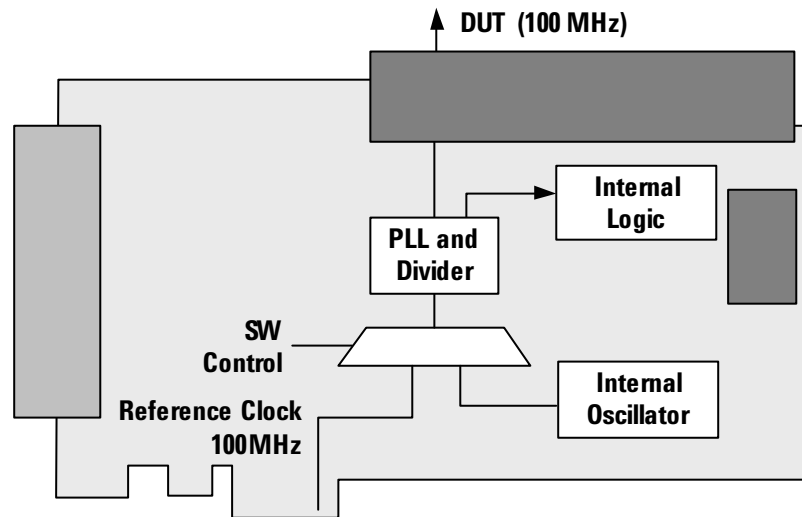 DUT (100 MHz)
Internal
Logic
PLL and
Divider
SW
Control
Internal
Oscillator
Reference Clock
100MHz